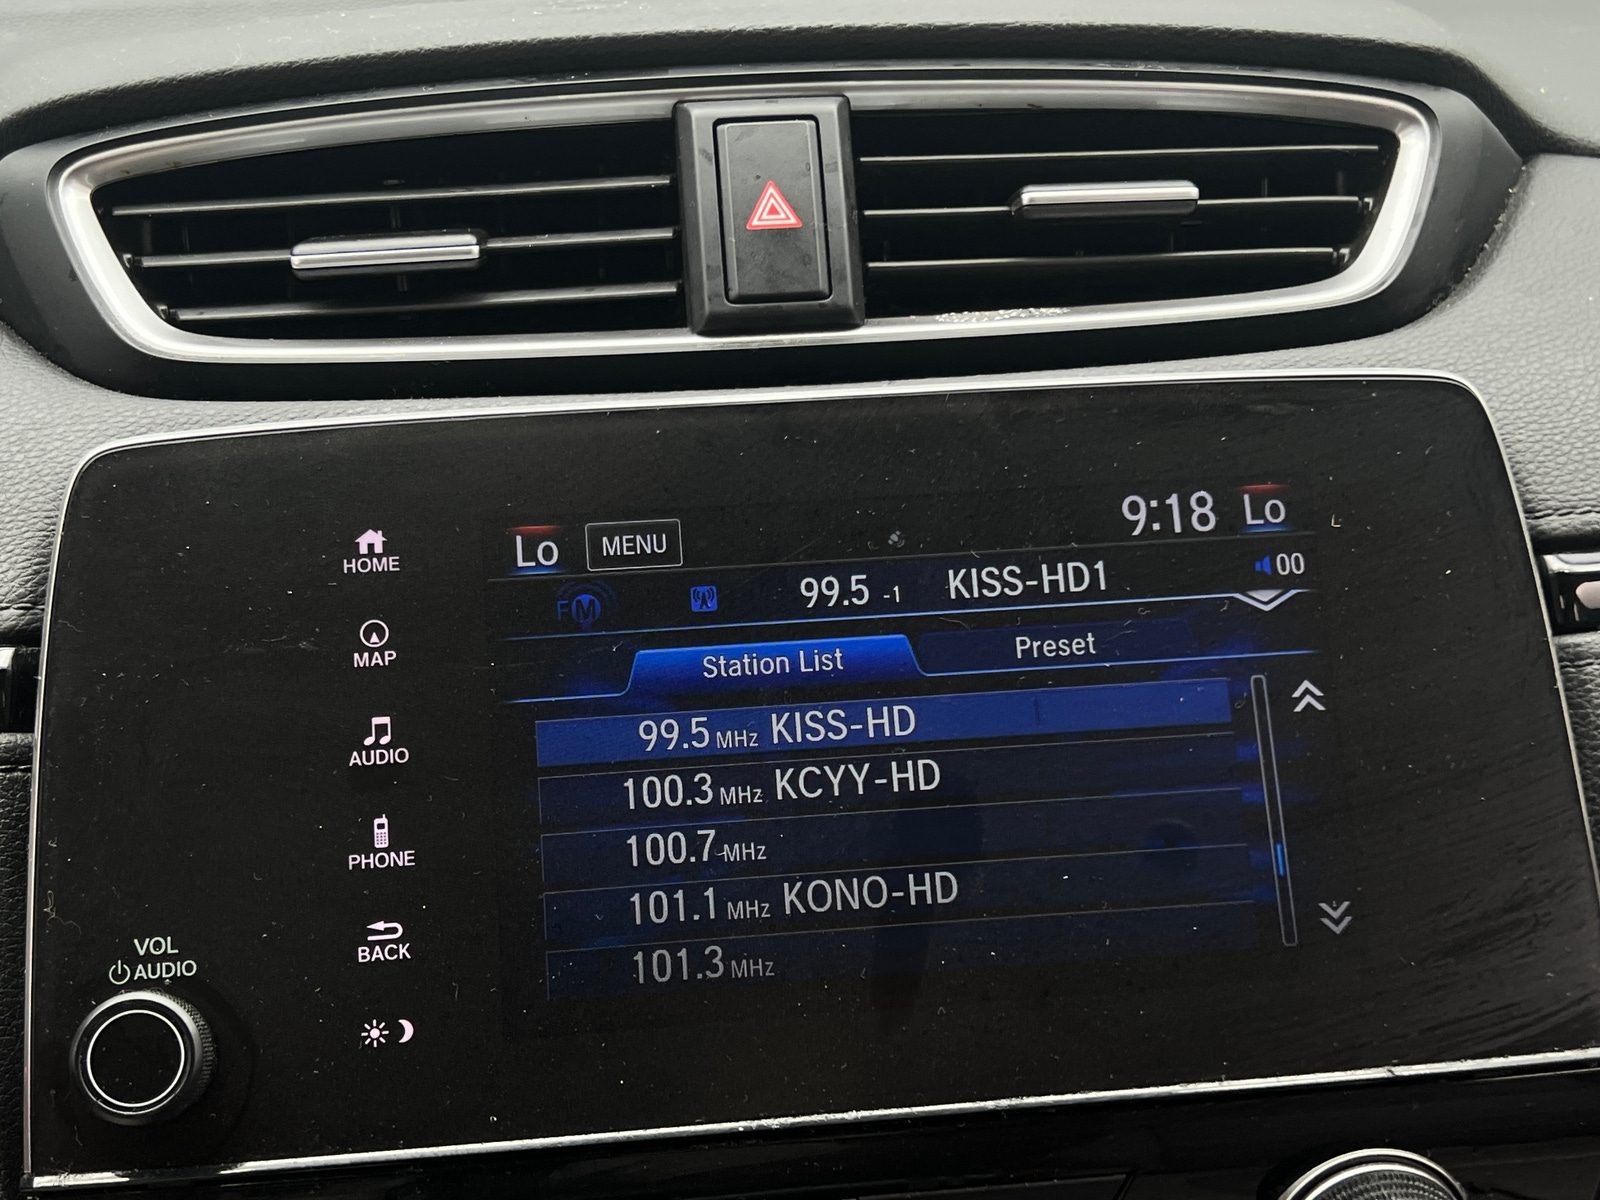 Lo MENU 9:18 Lo
FM 99.5 -1 KISS-HD1 00
Station List Preset
99.5 MHz KISS-HD
100.3 MHz KCYY-HD
100.7 MHz
101.1 MHz KONO-HD
101.3 MHz
HOME
MAP
AUDIO
PHONE
BACK
VOL
AUDIO